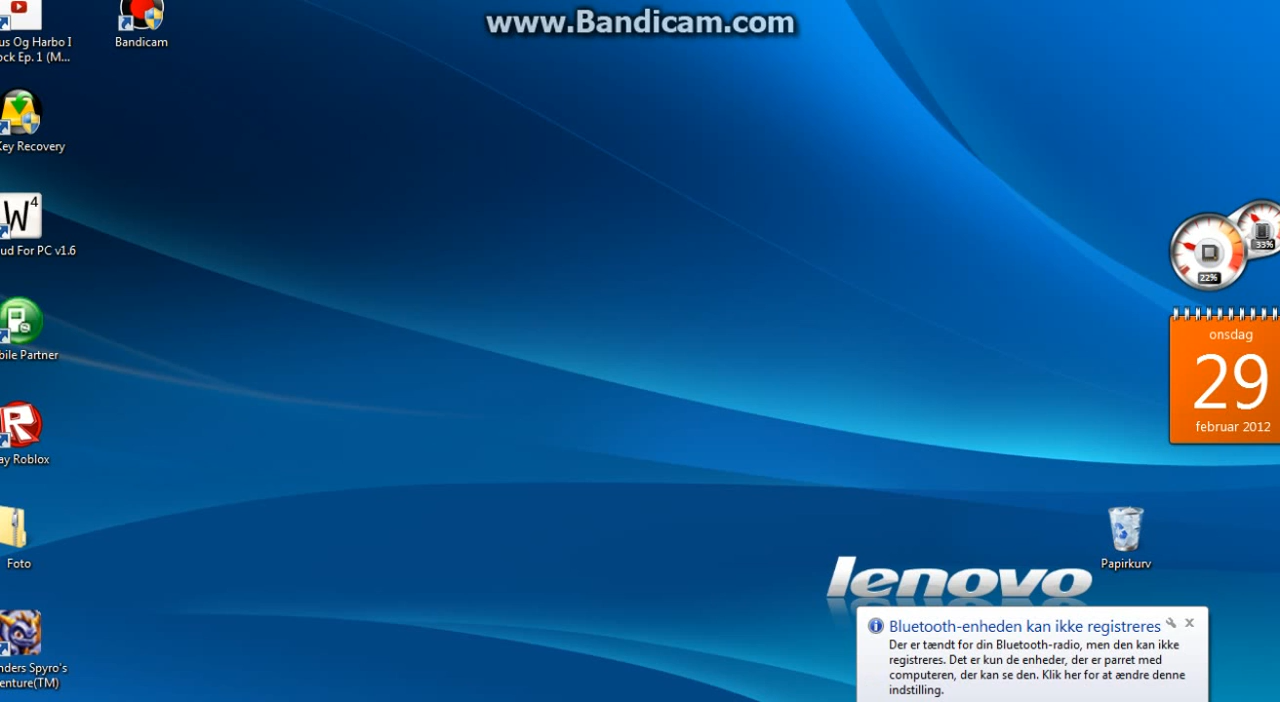 www.Bandicam.com
us Og Harbo I
ock Ep. 1 (M...
Bandicam
Key Recovery
W4
ud For PC v1.6
bile Partner
ay Roblox
Foto
nders Spyro's
enture(TM)
33%
22%
onsdag
29
februar 2012
Papirkurv
lenovo
Bluetooth-enheden kan ikke registreres
Der er tændt for din Bluetooth-radio, men den kan ikke
registreres. Det er kun de enheder, der er parret med
computeren, der kan se den. Klik her for at ændre denne
indstilling.